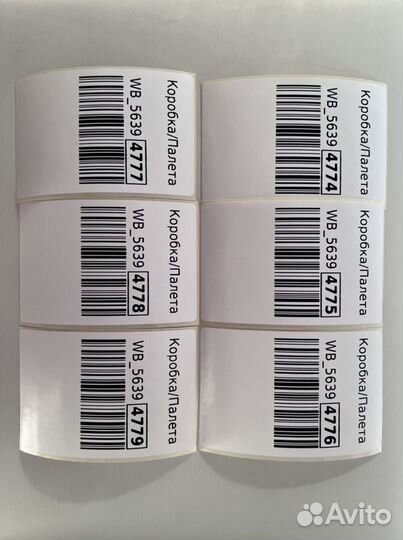 Коробка/Палета
WB_5639 4777
Коробка/Палета
WB_5639 4774
Коробка/Палета
WB_5639 4778
Коробка/Палета
WB_5639 4775
Коробка/Палета
WB_5639 4779
Коробка/Палета
WB_5639 4776
Avito